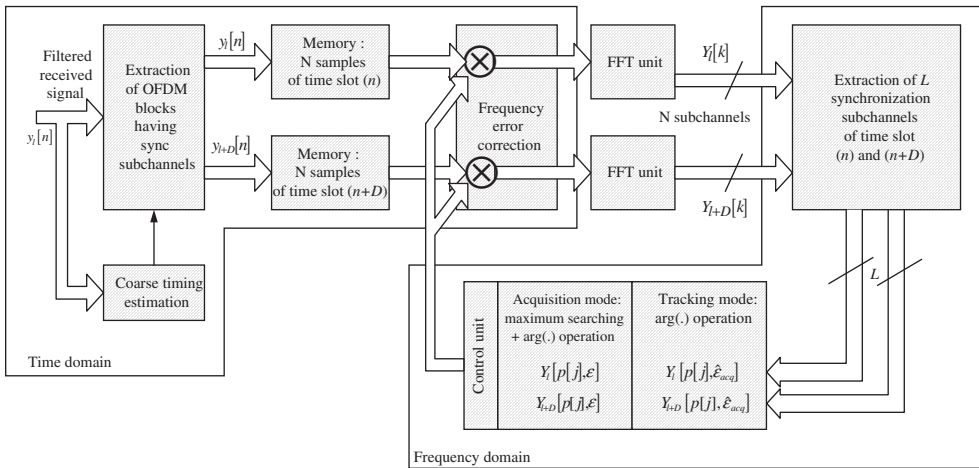 Filtered
received
signal
y_l[n]
Extraction
of OFDM
blocks
having
sync
subchannels
Coarse timing
estimation
Time domain
y_l[n]
y_{l+D}[n]
Memory :
N samples
of time slot (n)
Memory :
N samples
of time slot (n+D)
Frequency
error
correction
FFT unit
FFT unit
Y_l[k]
N subchannels
Y_{l+D}[k]
Extraction of L
synchronization
subchannels
of time slot
(n) and (n+D)
L
Control unit
Acquisition mode:
maximum searching
+ arg(.) operation
Y_l[p[j],ε]
Y_{l+D}[p[j],ε]
Tracking mode:
arg(.) operation
Y_l[p[j],ε̂_{acq}]
Y_{l+D}[p[j],ε̂_{acq}]
Frequency domain